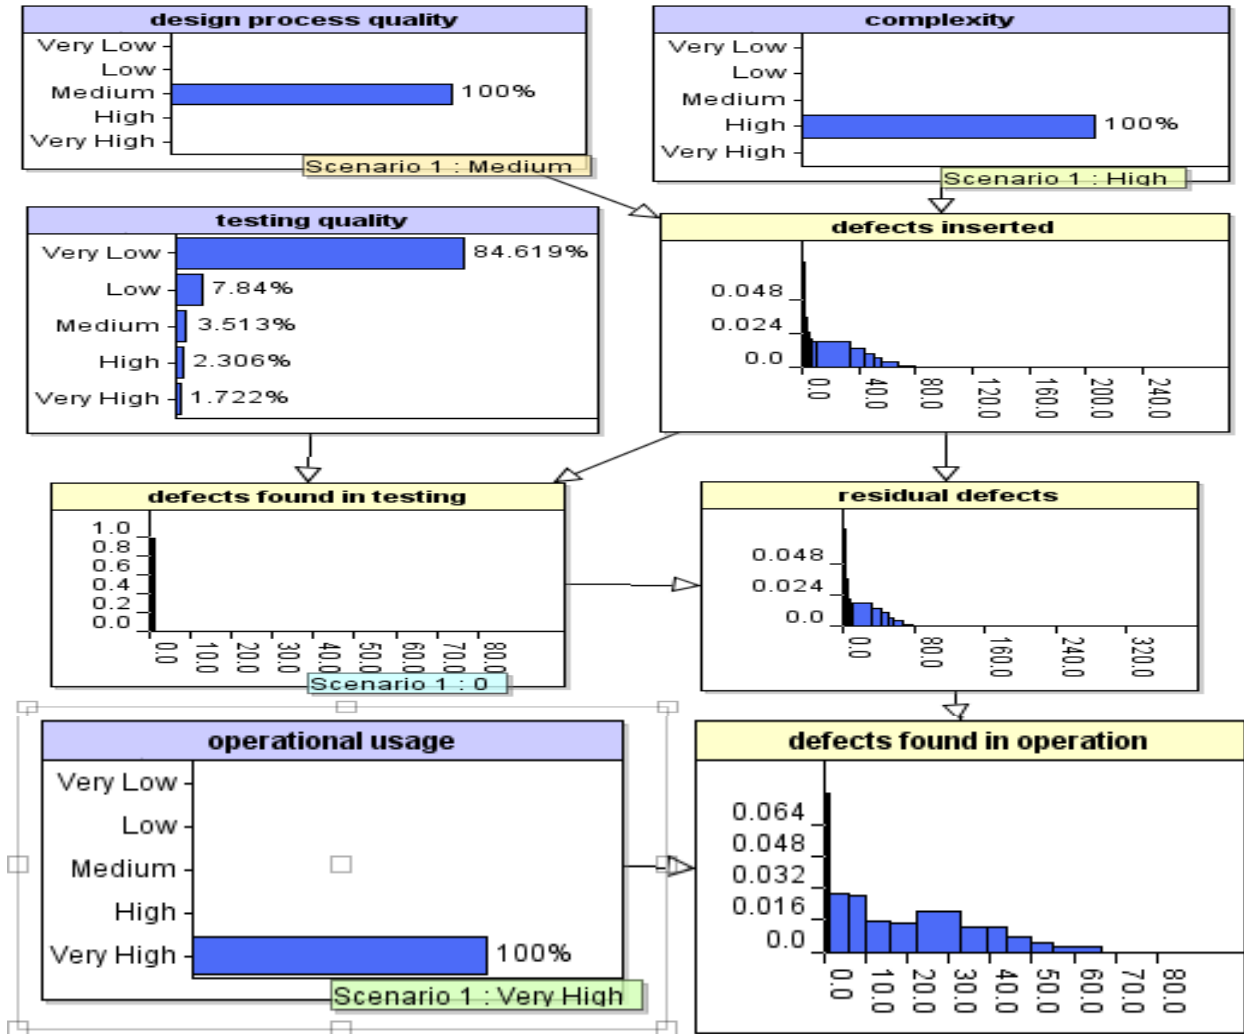 design process quality
Very Low
Low
Medium 100%
High
Very High
Scenario 1 : Medium
complexity
Very Low
Low
Medium
High 100%
Very High
Scenario 1 : High
testing quality
Very Low 84.619%
Low 7.84%
Medium 3.513%
High 2.306%
Very High 1.722%
defects inserted
0.048
0.024
0.0
0.0 40.0 80.0 120.0 160.0 200.0 240.0
defects found in testing
1.0
0.8
0.6
0.4
0.2
0.0
0.0 10.0 20.0 30.0 40.0 50.0 60.0 70.0 80.0
Scenario 1 : 0
residual defects
0.048
0.024
0.0
0.0 80.0 160.0 240.0 320.0
operational usage
Very Low
Low
Medium
High
Very High 100%
Scenario 1 : Very High
defects found in operation
0.064
0.048
0.032
0.016
0.0
0.0 10.0 20.0 30.0 40.0 50.0 60.0 70.0 80.0